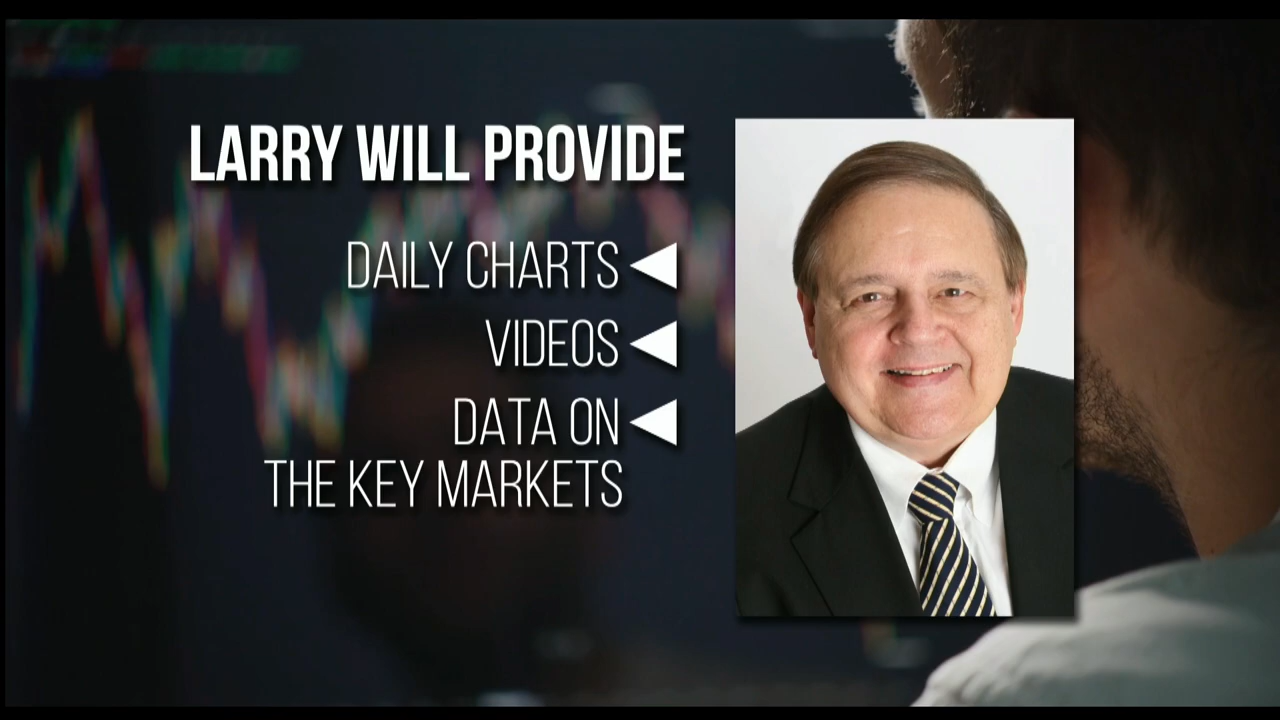 LARRY WILL PROVIDE
DAILY CHARTS
VIDEOS
DATA ON
THE KEY MARKETS